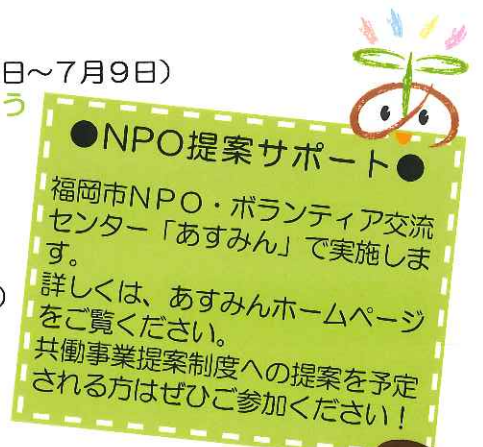 日～7月9日）
う
●NPO提案サポート●
福岡市NPO・ボランティア交流
センター「あすみん」で実施しま
す。
）
詳しくは、あすみんホームページ
をご覧ください。
共働事業提案制度への提案を予定
される方はぜひご参加ください！